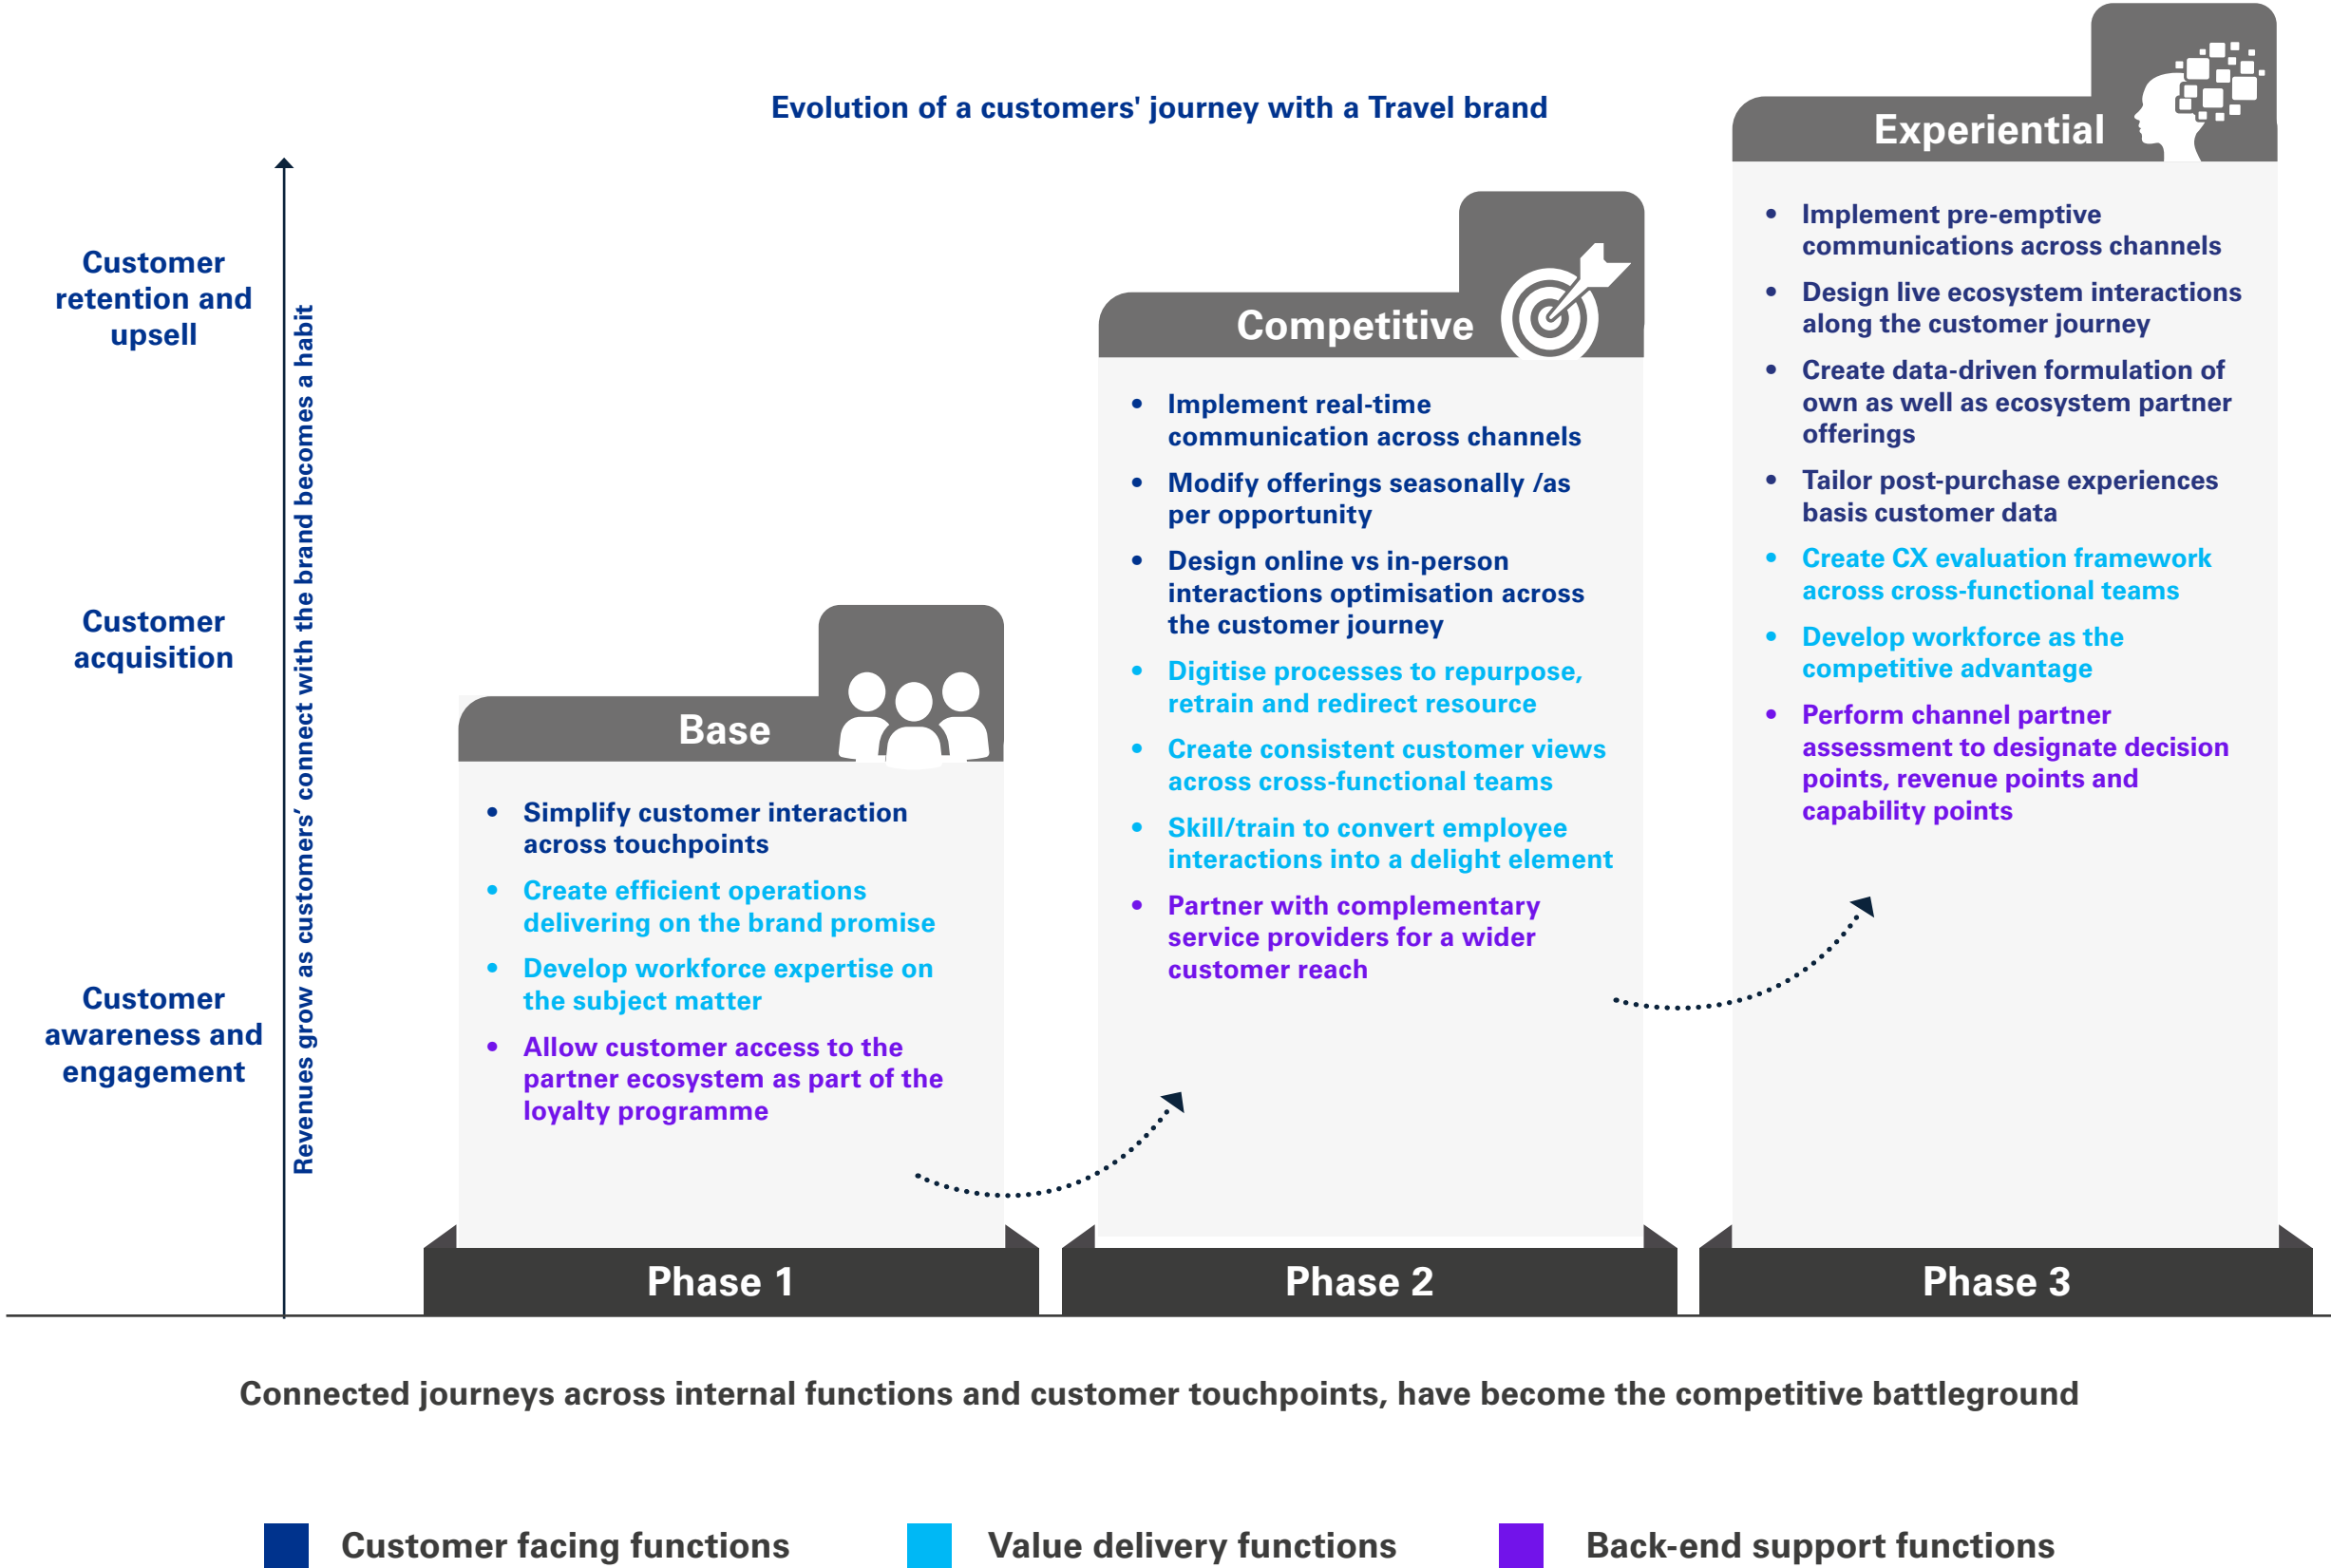 Evolution of a customers' journey with a Travel brand
Customer
retention and
upsell
Customer
acquisition
Customer
awareness and
engagement
Revenues grow as customers’ connect with the brand becomes a habit
Base
• Simplify customer interaction
across touchpoints
• Create efficient operations
delivering on the brand promise
• Develop workforce expertise on
the subject matter
• Allow customer access to the
partner ecosystem as part of the
loyalty programme
Phase 1
Competitive
• Implement real-time
communication across channels
• Modify offerings seasonally /as
per opportunity
• Design online vs in-person
interactions optimisation across
the customer journey
• Digitise processes to repurpose,
retrain and redirect resource
• Create consistent customer views
across cross-functional teams
• Skill/train to convert employee
interactions into a delight element
• Partner with complementary
service providers for a wider
customer reach
Phase 2
Experiential
• Implement pre-emptive
communications across channels
• Design live ecosystem interactions
along the customer journey
• Create data-driven formulation of
own as well as ecosystem partner
offerings
• Tailor post-purchase experiences
basis customer data
• Create CX evaluation framework
across cross-functional teams
• Develop workforce as the
competitive advantage
• Perform channel partner
assessment to designate decision
points, revenue points and
capability points
Phase 3
Connected journeys across internal functions and customer touchpoints, have become the competitive battleground
Customer facing functions
Value delivery functions
Back-end support functions